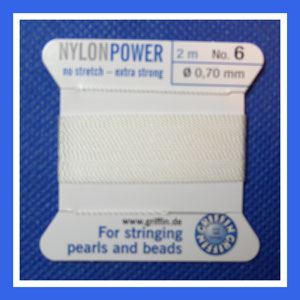 NYLONPOWER
no stretch – extra strong
2 m No. 6
Ø 0,70 mm
www.griffin.de
For stringing
pearls and beads
GRIFFIN